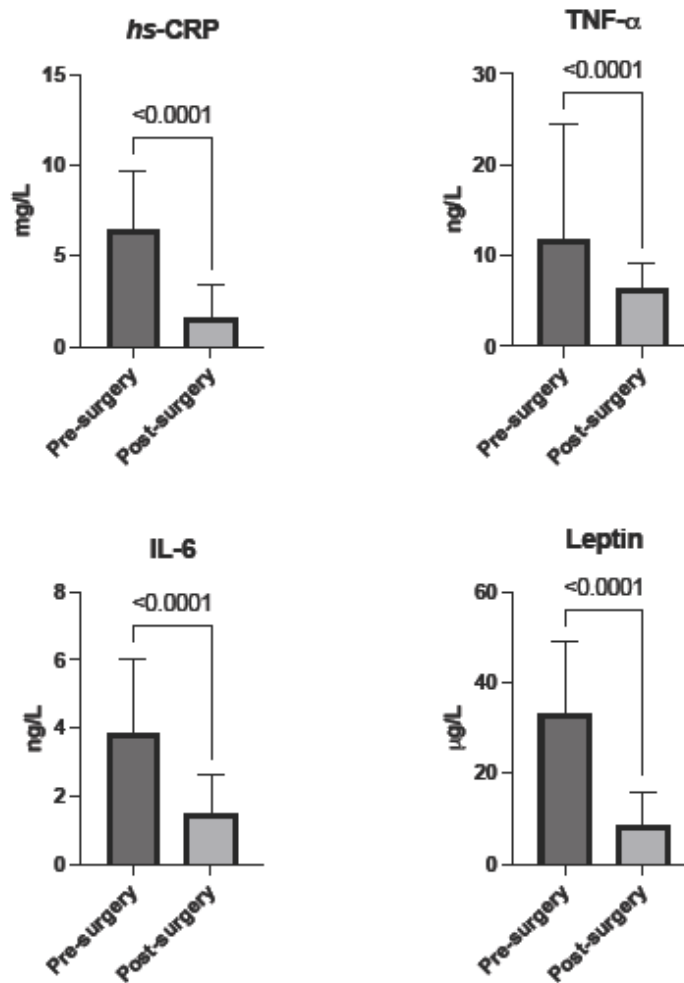 hs-CRP
15
10
5
0
mg/L
<0.0001
Pre-surgery
Post-surgery
TNF-α
30
20
10
0
ng/L
<0.0001
Pre-surgery
Post-surgery
IL-6
8
6
4
2
0
ng/L
<0.0001
Pre-surgery
Post-surgery
Leptin
60
40
20
0
µg/L
<0.0001
Pre-surgery
Post-surgery